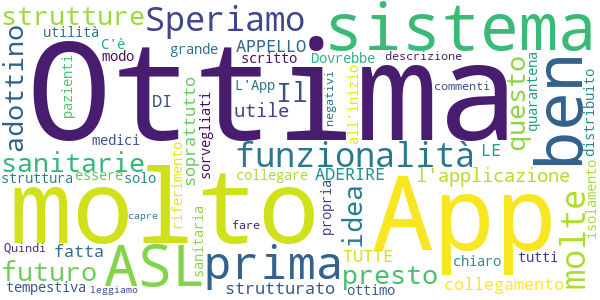 strutture
Speriamo
sistema
utilità
C'è
modo
grande
APPELLO
scritto
Dovrebbe
descrizione
Ottima
adottino
pazienti
DI
medici
soprattutto
sorvegliati
L'App
Il
utile
negativi
all'inizio
commenti
questo
quarantena
ben
distribuito
sanitarie
funzionalità
struttura
essere
solo
riferimento
collegare
ADERIRE
LE
l'applicazione
molto
App
sanitaria
propria
idea
molte
isolamento
capre
fare
TUTTE
chiaro
tutti
Quindi
fatta
ASL
prima
presto
collegamento
futuro
tempestiva
leggiamo
strutturato
ottimo